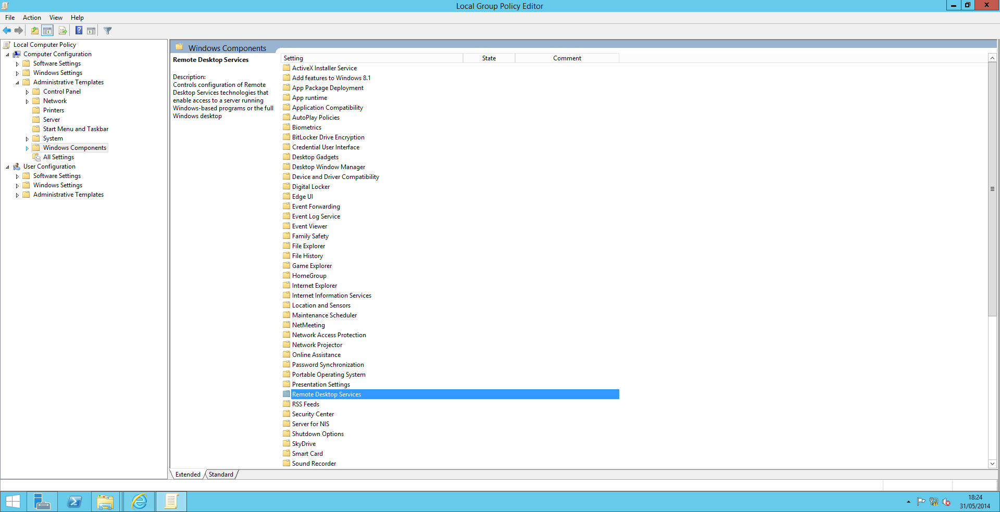 Local Group Policy Editor
File Action View Help
Local Computer Policy
Computer Configuration
Software Settings
Windows Settings
Administrative Templates
Control Panel
Network
Printers
Server
Start Menu and Taskbar
System
Windows Components
All Settings
User Configuration
Software Settings
Windows Settings
Administrative Templates
Windows Components
Remote Desktop Services
Description:
Controls configuration of Remote
Desktop Services technologies that
enable access to a server running
Windows-based programs or the full
Windows desktop
Setting State Comment
ActiveX Installer Service
Add features to Windows 8.1
App Package Deployment
App runtime
Application Compatibility
AutoPlay Policies
Biometrics
BitLocker Drive Encryption
Credential User Interface
Desktop Gadgets
Desktop Window Manager
Device and Driver Compatibility
Digital Locker
Edge UI
Event Forwarding
Event Log Service
Event Viewer
Family Safety
File Explorer
File History
Game Explorer
HomeGroup
Internet Explorer
Internet Information Services
Location and Sensors
Maintenance Scheduler
NetMeeting
Network Access Protection
Network Projector
Online Assistance
Password Synchronization
Portable Operating System
Presentation Settings
Remote Desktop Services
RSS Feeds
Security Center
Server for NIS
Shutdown Options
SkyDrive
Smart Card
Sound Recorder
Extended Standard
18:24
31/05/2014